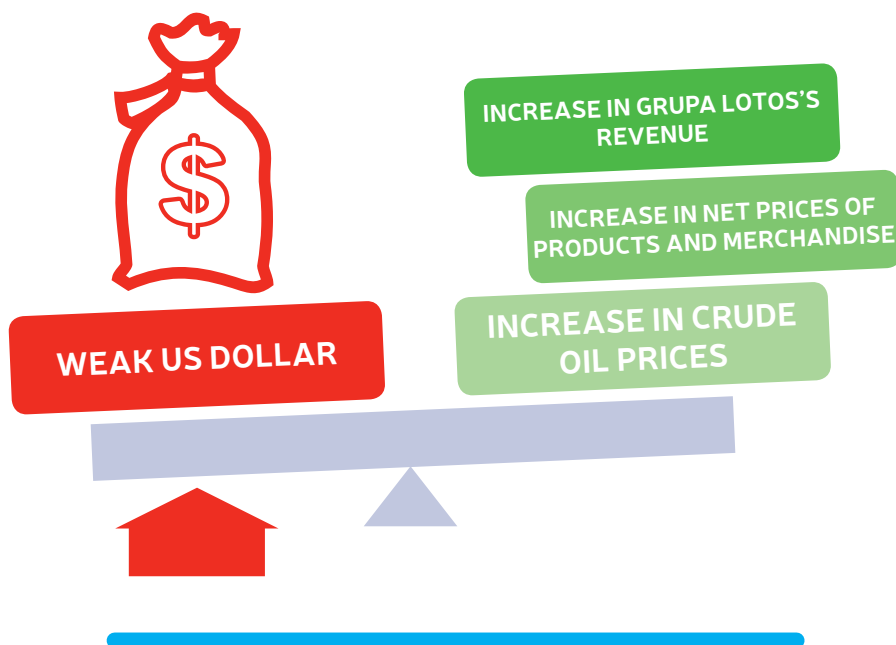 $
INCREASE IN GRUPA LOTOS'S
REVENUE
INCREASE IN NET PRICES OF
PRODUCTS AND MERCHANDISE
WEAK US DOLLAR
INCREASE IN CRUDE
OIL PRICES